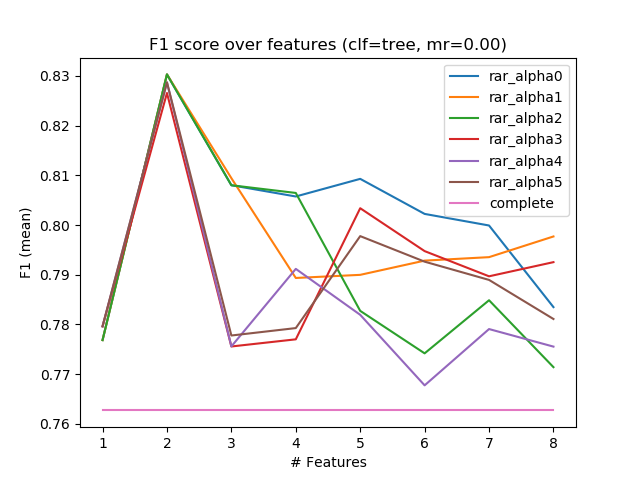 F1 score over features (clf=tree, mr=0.00)
F1 (mean)
0.83
0.82
0.81
0.80
0.79
0.78
0.77
0.76
rar_alpha0
rar_alpha1
rar_alpha2
rar_alpha3
rar_alpha4
rar_alpha5
complete
1 2 3 4 5 6 7 8
# Features